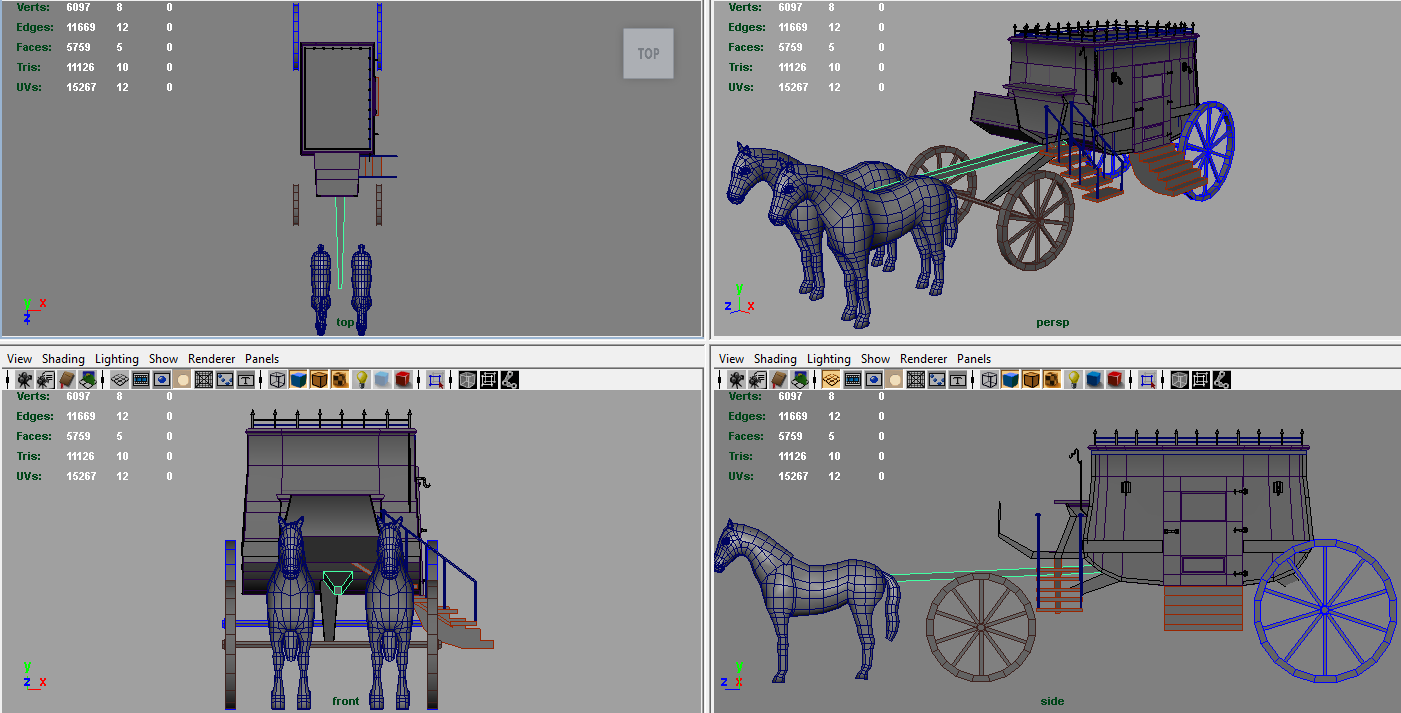 Verts: 6097 8 0
Edges: 11669 12 0
Faces: 5759 5 0
Tris: 11126 10 0
UVs: 15267 12 0
TOP
y x
z
top
Verts: 6097 8 0
Edges: 11669 12 0
Faces: 5759 5 0
Tris: 11126 10 0
UVs: 15267 12 0
y
z x
persp
View Shading Lighting Show Renderer Panels
Verts: 6097 8 0
Edges: 11669 12 0
Faces: 5759 5 0
Tris: 11126 10 0
UVs: 15267 12 0
y
z x
front
View Shading Lighting Show Renderer Panels
Verts: 6097 8 0
Edges: 11669 12 0
Faces: 5759 5 0
Tris: 11126 10 0
UVs: 15267 12 0
y
z x
side